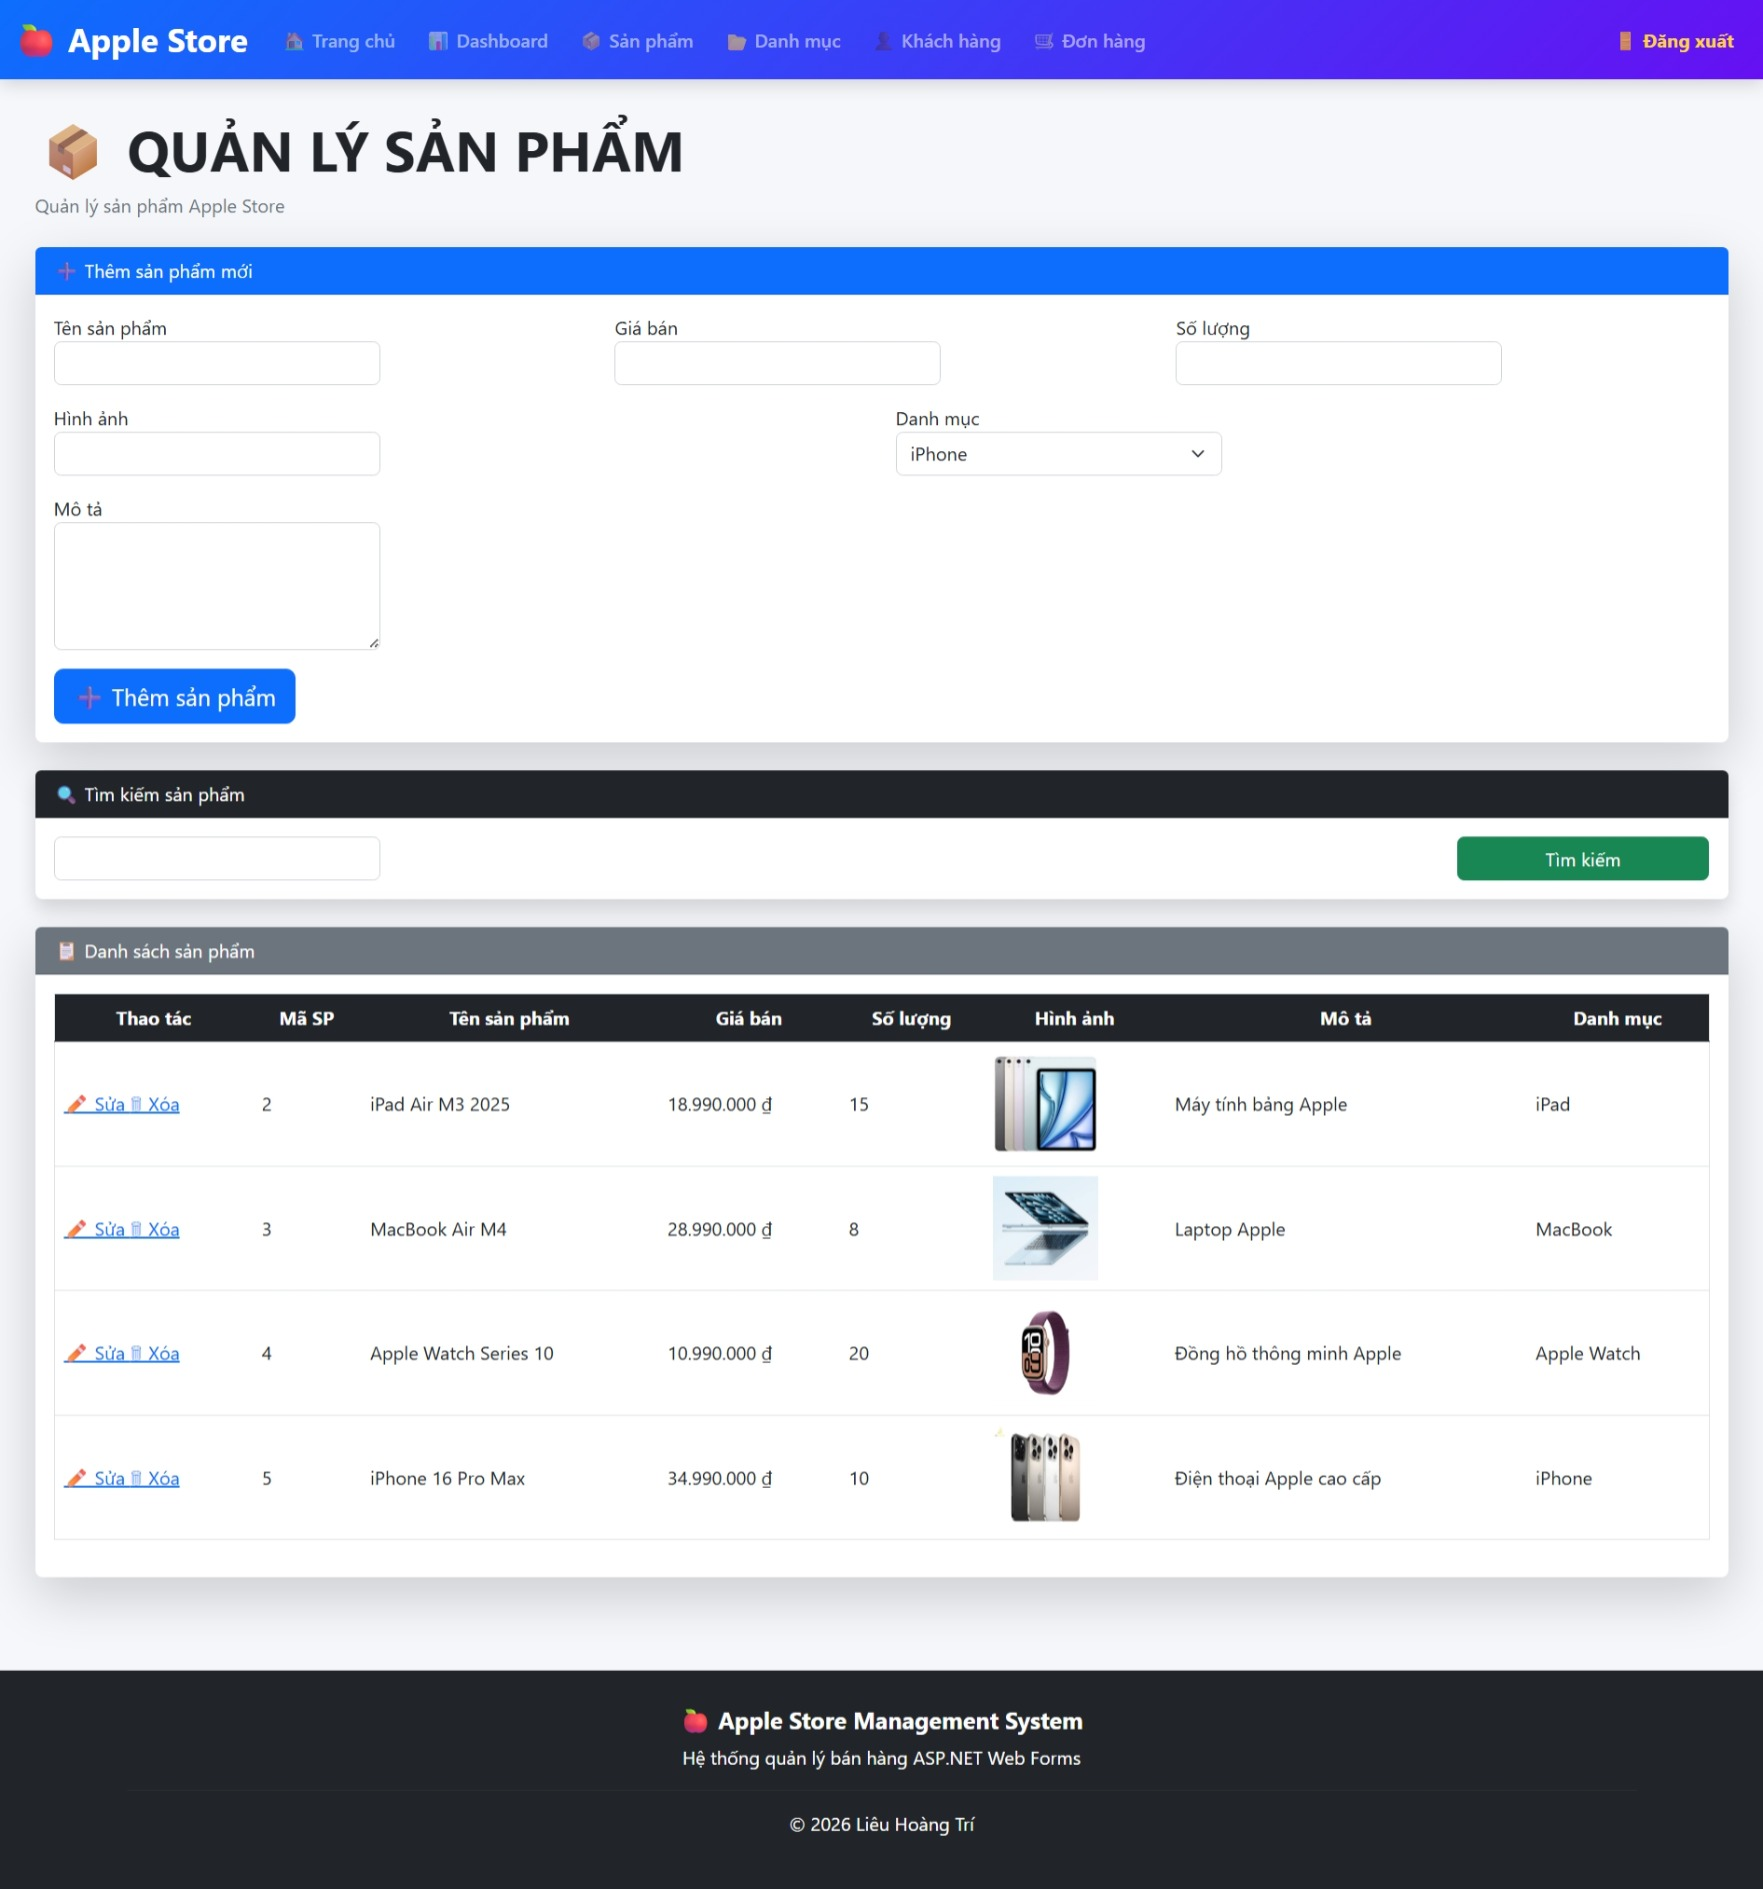 Apple Store Trang chủ Dashboard Sản phẩm Danh mục Khách hàng Đơn hàng Đăng xuất
QUẢN LÝ SẢN PHẨM
Quản lý sản phẩm Apple Store
Thêm sản phẩm mới
Tên sản phẩm Giá bán Số lượng
Hình ảnh Danh mục
iPhone
Mô tả
Thêm sản phẩm
Tìm kiếm sản phẩm
Tìm kiếm
Danh sách sản phẩm
Thao tác Mã SP Tên sản phẩm Giá bán Số lượng Hình ảnh Mô tả Danh mục
Sửa Xóa 2 iPad Air M3 2025 18.990.000 ₫ 15 Máy tính bảng Apple iPad
Sửa Xóa 3 MacBook Air M4 28.990.000 ₫ 8 Laptop Apple MacBook
Sửa Xóa 4 Apple Watch Series 10 10.990.000 ₫ 20 Đồng hồ thông minh Apple Apple Watch
Sửa Xóa 5 iPhone 16 Pro Max 34.990.000 ₫ 10 Điện thoại Apple cao cấp iPhone
Apple Store Management System
Hệ thống quản lý bán hàng ASP.NET Web Forms
© 2026 Liêu Hoàng Trí